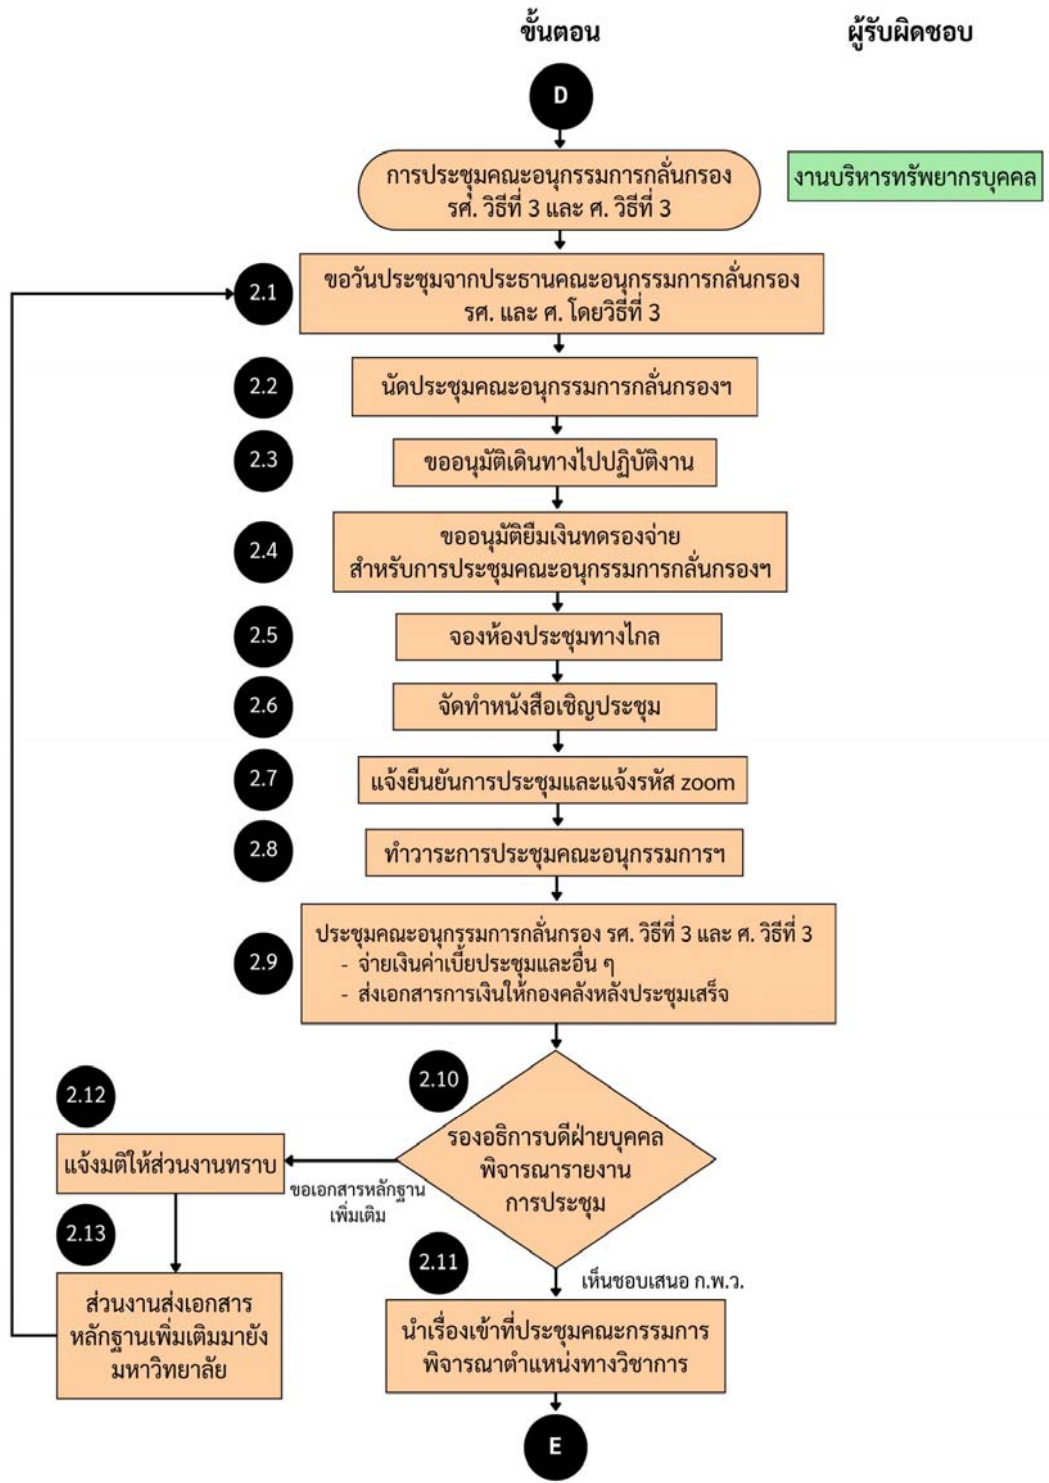 ขั้นตอน
ผู้รับผิดชอบ
D
การประชุมคณะอนุกรรมการกลั่นกรอง
รศ. วิธีที่ 3 และ ศ. วิธีที่ 3
งานบริหารทรัพยากรบุคคล
2.1
ขอวันประชุมจากประธานคณะอนุกรรมการกลั่นกรอง
รศ. และ ศ. โดยวิธีที่ 3
2.2
นัดประชุมคณะอนุกรรมการกลั่นกรองฯ
2.3
ขออนุมัติเดินทางไปปฏิบัติงาน
2.4
ขออนุมัติยืมเงินทดรองจ่าย
สำหรับการประชุมคณะอนุกรรมการกลั่นกรองฯ
2.5
จองห้องประชุมทางไกล
2.6
จัดทำหนังสือเชิญประชุม
2.7
แจ้งยืนยันการประชุมและแจ้งรหัส zoom
2.8
ทำวาระการประชุมคณะอนุกรรมการฯ
2.9
ประชุมคณะอนุกรรมการกลั่นกรอง รศ. วิธีที่ 3 และ ศ. วิธีที่ 3
- จ่ายเงินค่าเบี้ยประชุมและอื่น ๆ
- ส่งเอกสารการเงินให้กองคลังหลังประชุมเสร็จ
2.10
รองอธิการบดีฝ่ายบุคคล
พิจารณารายงาน
การประชุม
2.12
แจ้งมติให้ส่วนงานทราบ
ขอเอกสารหลักฐาน
เพิ่มเติม
2.13
ส่วนงานส่งเอกสาร
หลักฐานเพิ่มเติมมายัง
มหาวิทยาลัย
2.11
เห็นชอบเสนอ ก.พ.ว.
นำเรื่องเข้าที่ประชุมคณะกรรมการ
พิจารณาตำแหน่งทางวิชาการ
E